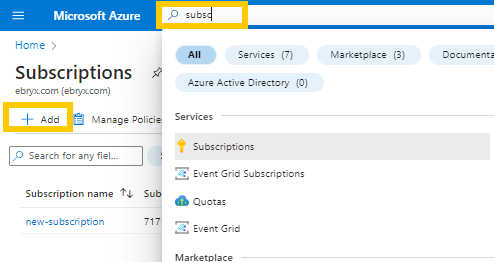 Microsoft Azure
subsc
Home
All
Services (7)
Marketplace (3)
Documenta
Azure Active Directory (0)
Subscriptions
ebryx.com (ebryx.com)
Add
Manage Policies
Search for any field...
Subscription name
Sub
new-subscription
717
Services
Subscriptions
Event Grid Subscriptions
Quotas
Event Grid
Marketplace